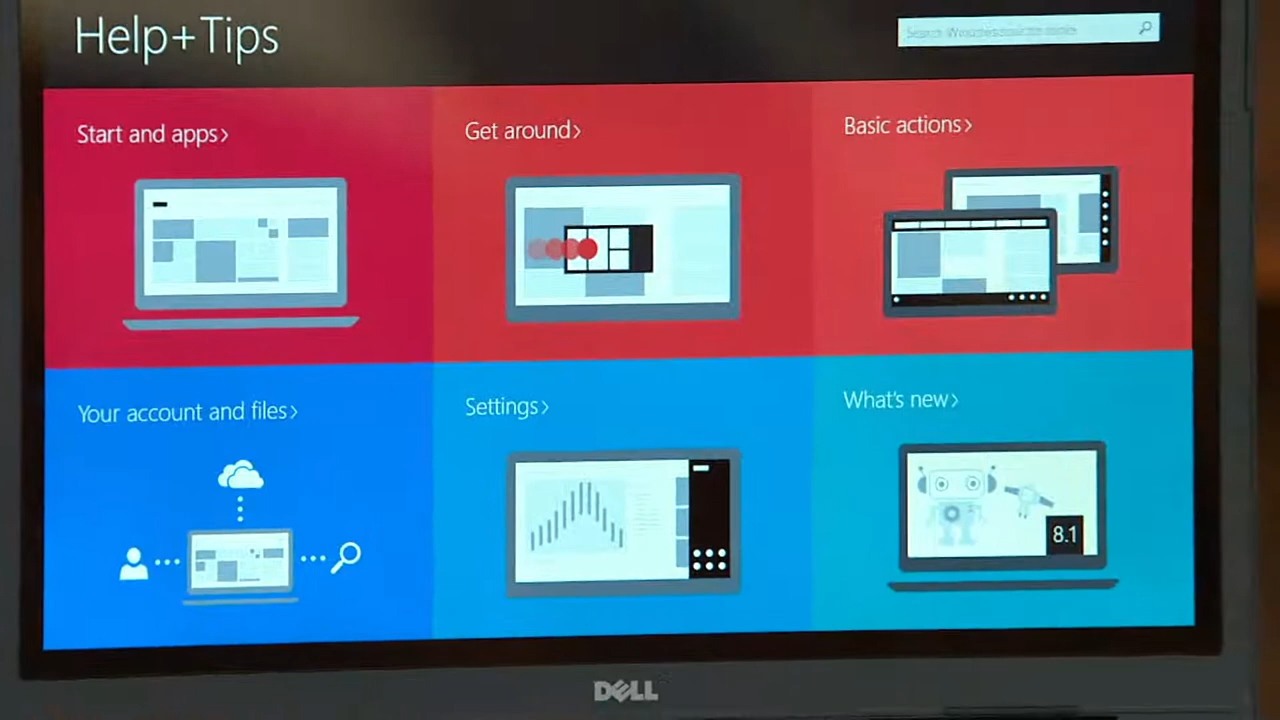 Help+Tips
Search
Start and apps>
Get around>
Basic actions>
Your account and files>
Settings>
What's new>
8.1
DELL